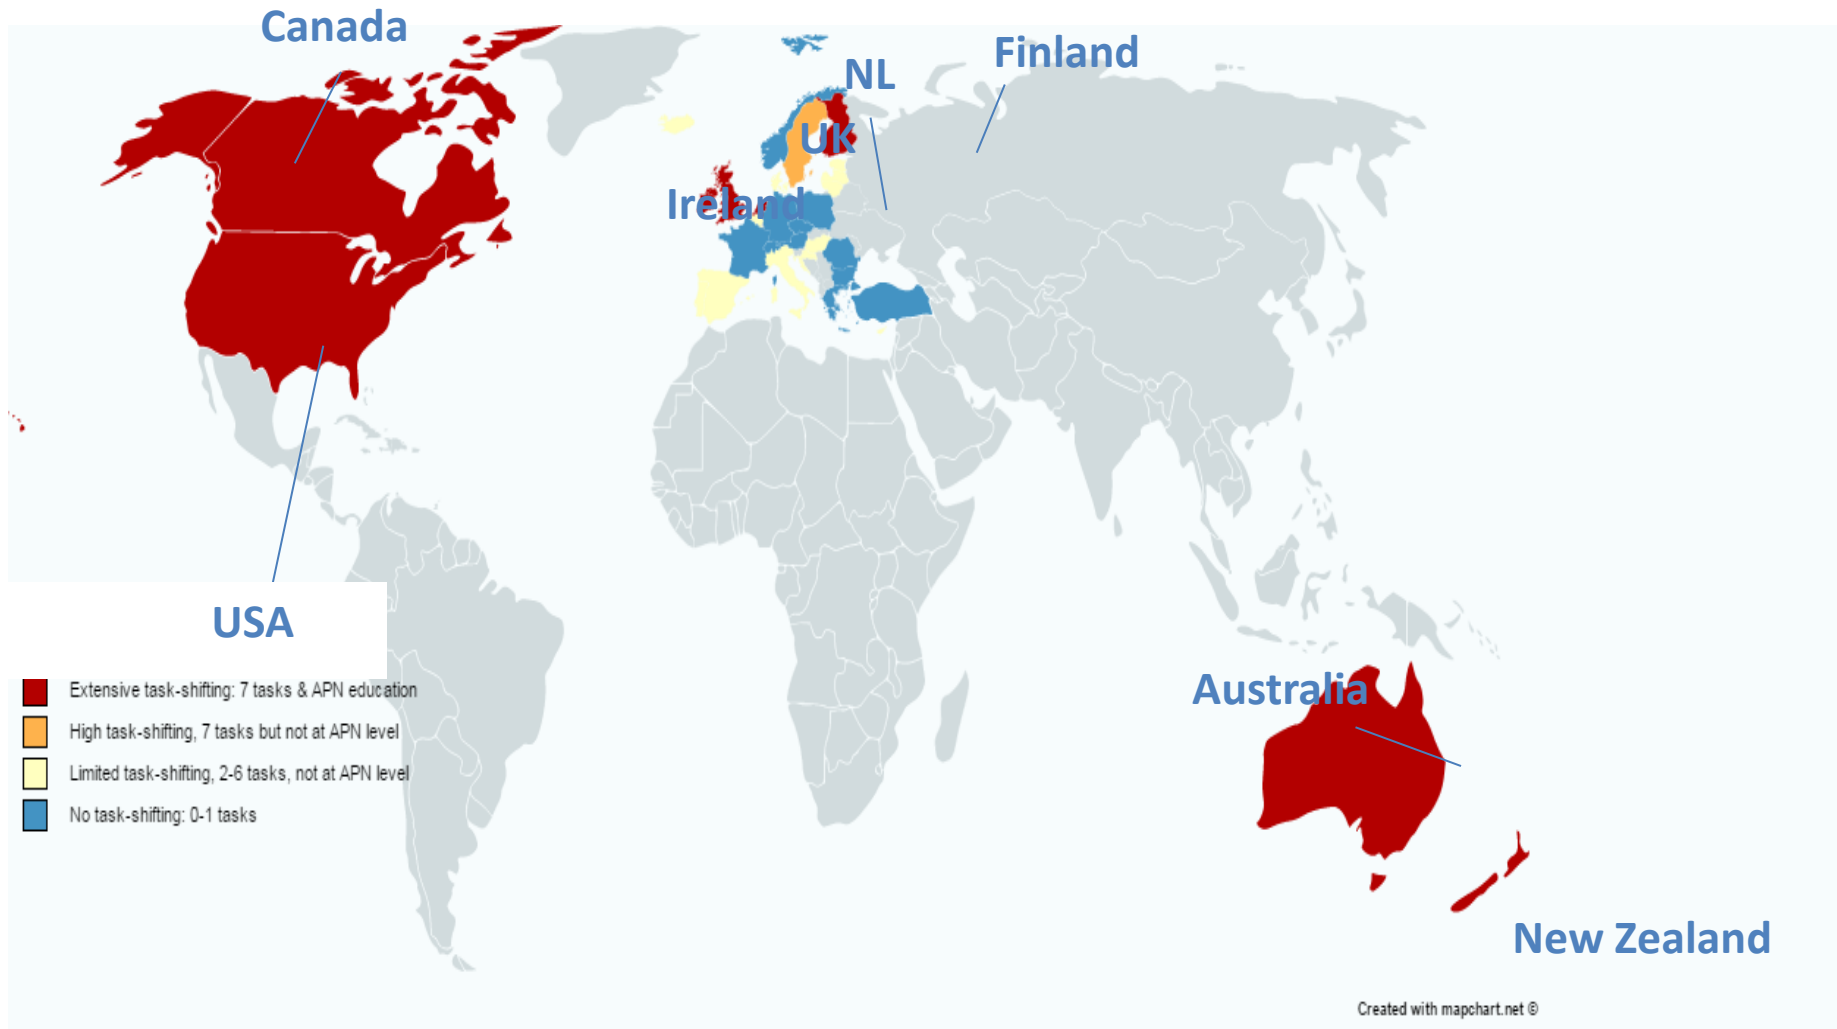 Canada
Finland
NL
UK
Ireland
USA
Extensive task-shifting: 7 tasks & APN education
Australia
High task-shifting, 7 tasks but not at APN level
Limited task-shifting, 2-6 tasks, not at APN level
No task-shifting: 0-1 tasks
New Zealand
Created with mapchart.net ©